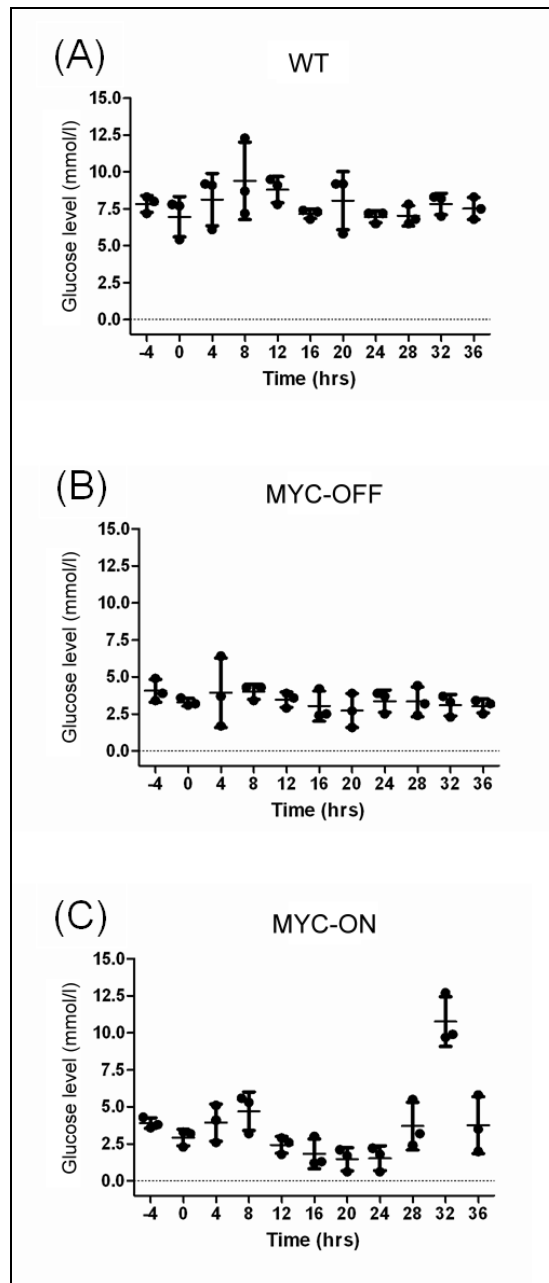 (A)
WT
Glucose level (mmol/l)
15.0
12.5
10.0
7.5
5.0
2.5
0.0
-4 0 4 8 12 16 20 24 28 32 36
Time (hrs)
(B)
MYC-OFF
Glucose level (mmol/l)
15.0
12.5
10.0
7.5
5.0
2.5
0.0
-4 0 4 8 12 16 20 24 28 32 36
Time (hrs)
(C)
MYC-ON
Glucose level (mmol/l)
15.0
12.5
10.0
7.5
5.0
2.5
0.0
-4 0 4 8 12 16 20 24 28 32 36
Time (hrs)